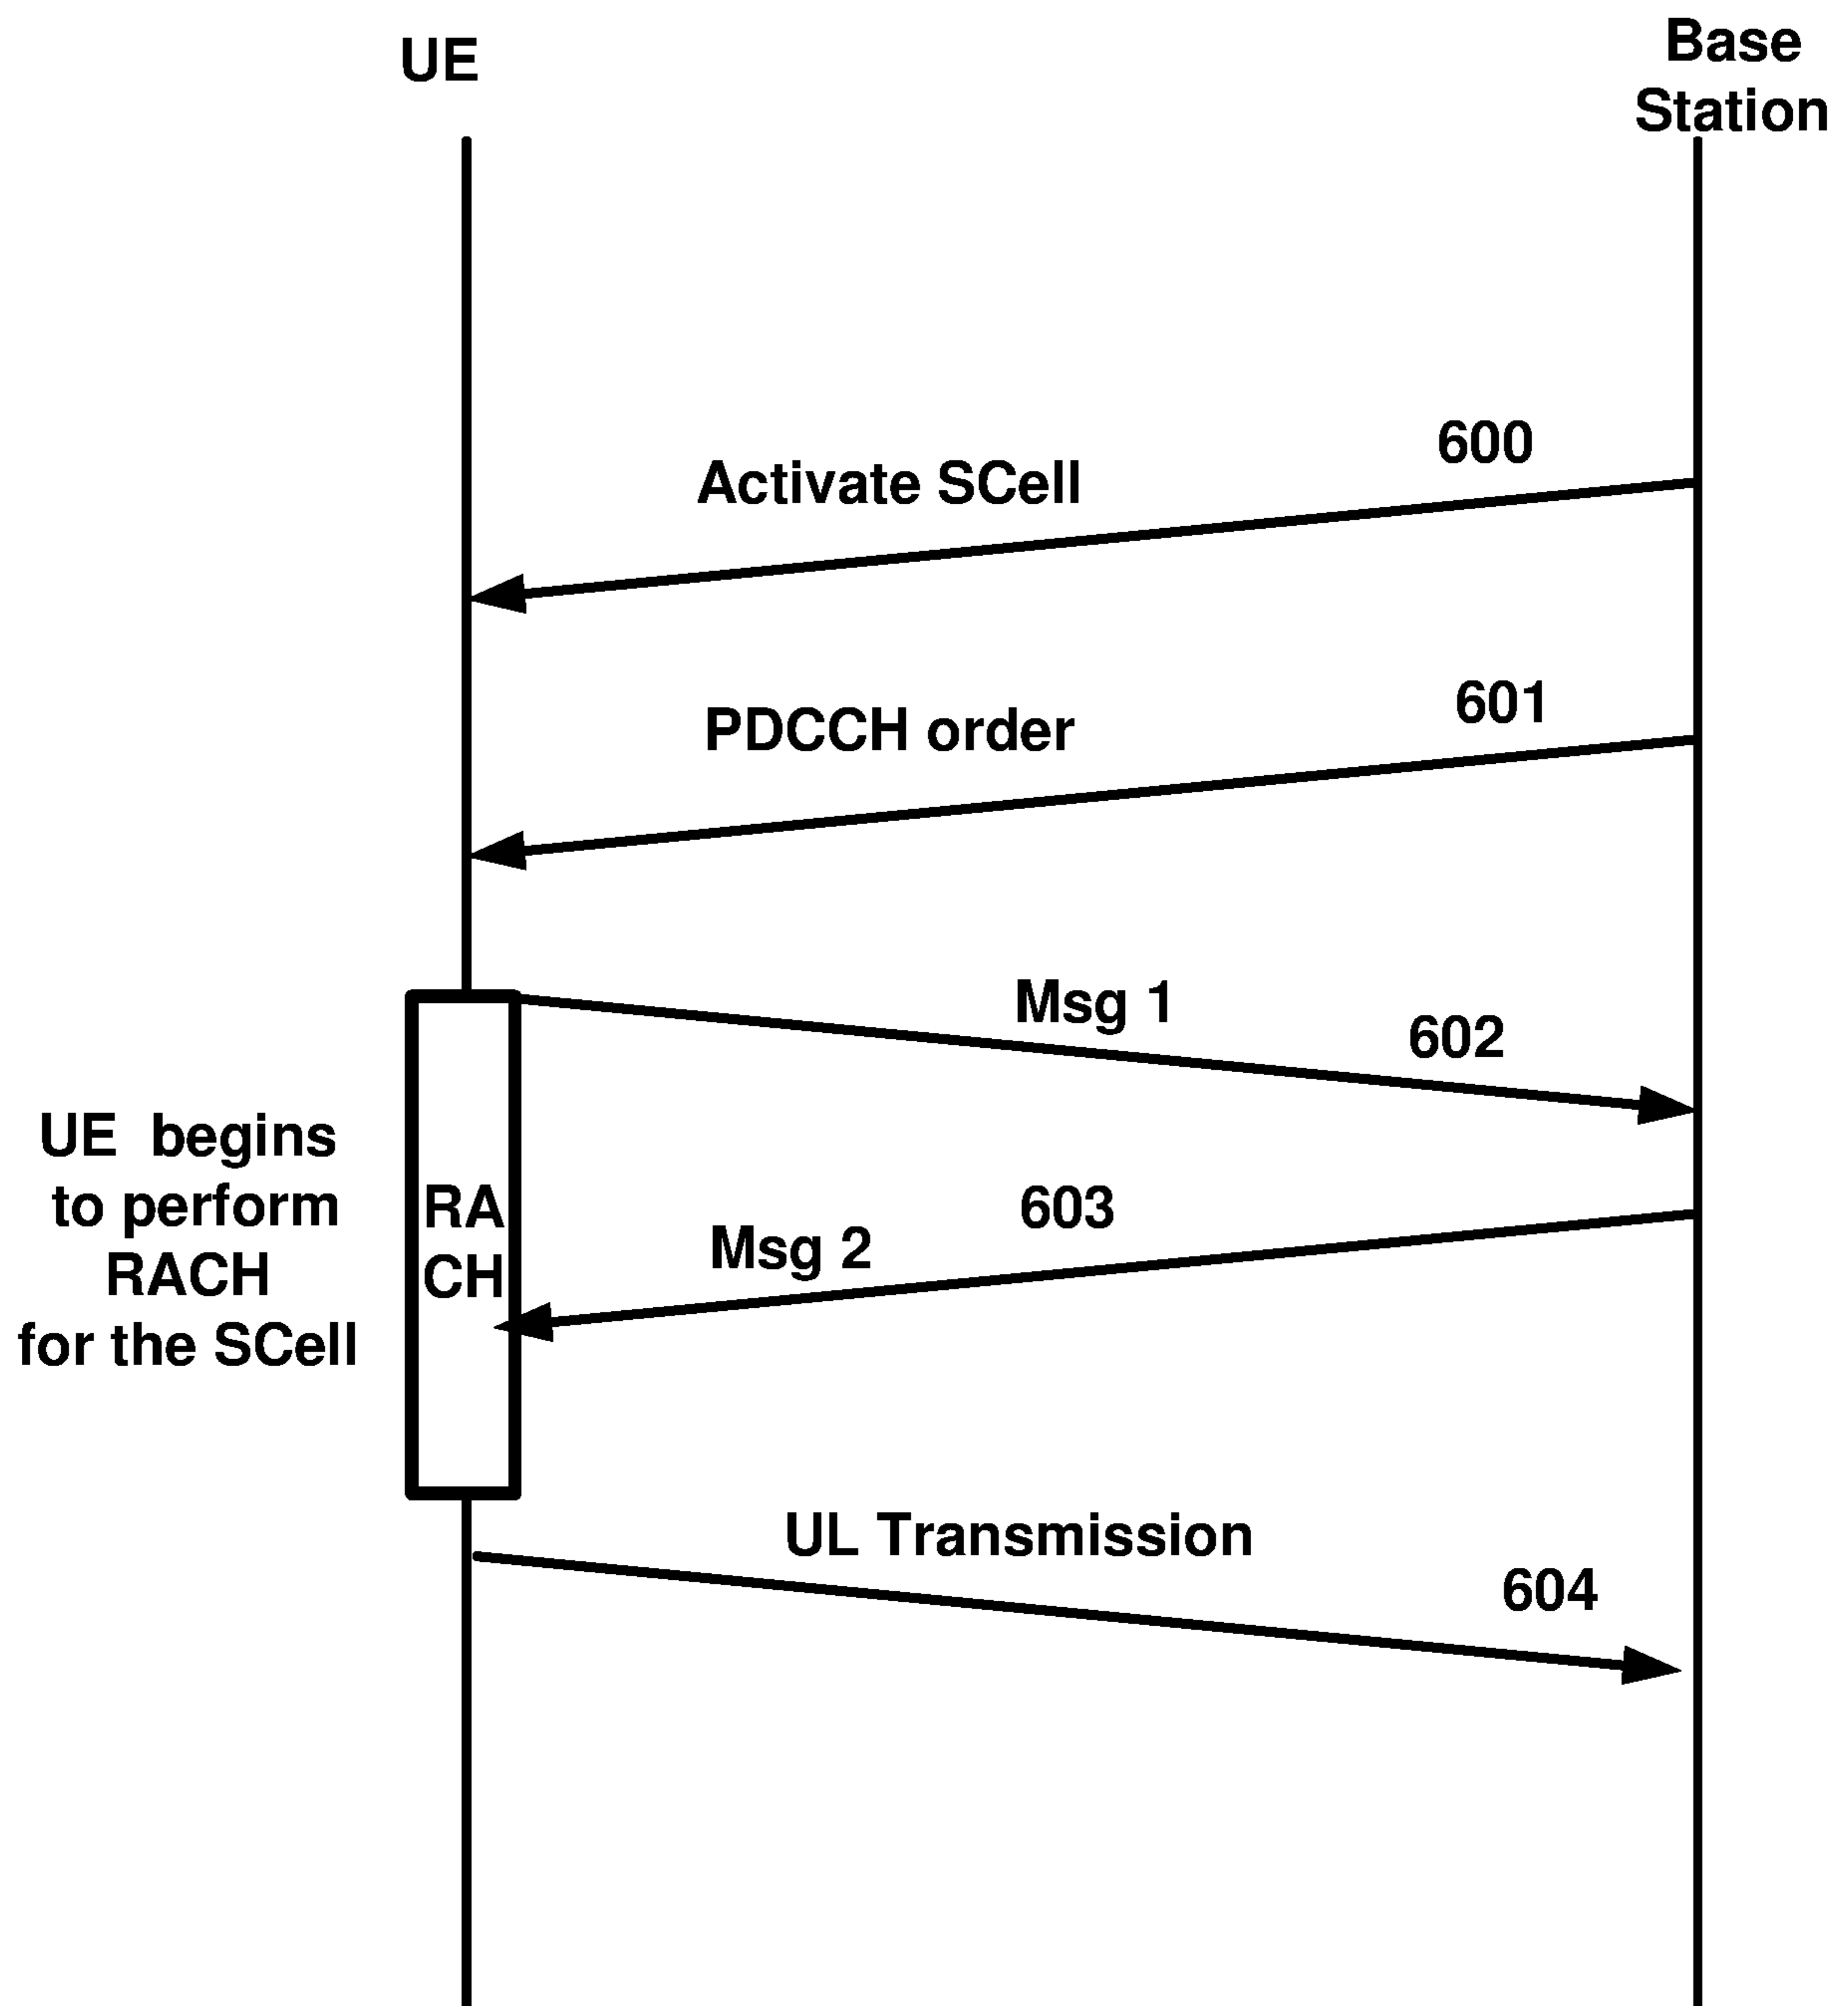 UE
Base
Station
600
Activate SCell
601
PDCCH order
Msg 1
602
UE begins
to perform
RACH
for the SCell
RA
CH
603
Msg 2
UL Transmission
604